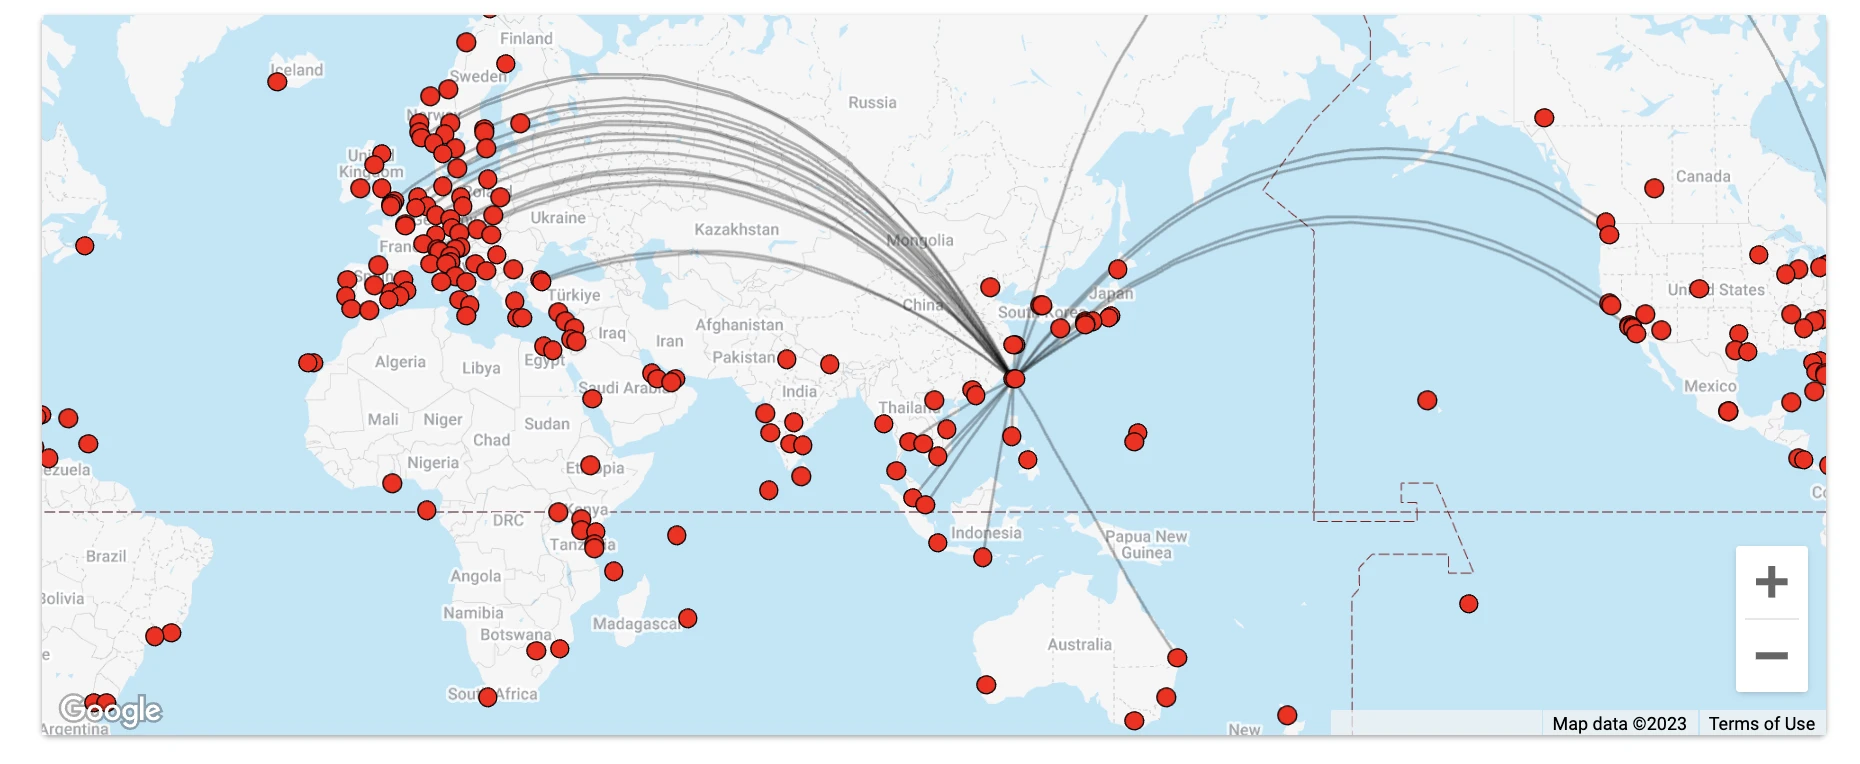 Finland
Iceland
Sweden
Russia
Norway
United
Kingdom
Canada
Poland
Ukraine
Kazakhstan
Mongolia
France
Spain
Türkiye
China
Japan
South Korea
United States
Afghanistan
Iraq
Iran
Algeria
Libya
Egypt
Pakistan
Saudi Arabia
India
Mexico
Thailand
Mali
Niger
Sudan
Chad
Nigeria
Ethiopia
ezuela
DRC
Kenya
Indonesia
Papua New
Guinea
Tanzania
Brazil
Angola
olivia
Namibia
Madagascar
Botswana
Australia
South Africa
Google
Argentina
New
Map data ©2023
Terms of Use